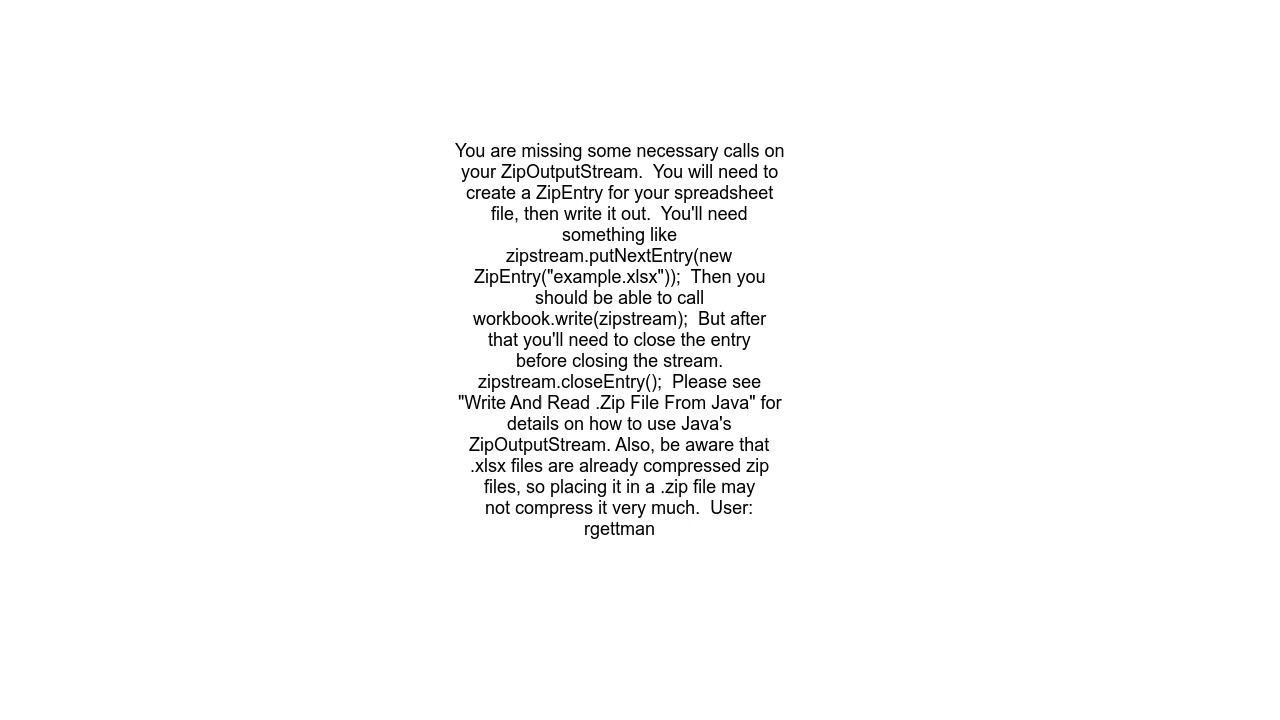 You are missing some necessary calls on
your ZipOutputStream.  You will need to
create a ZipEntry for your spreadsheet
file, then write it out.  You'll need
something like
zipstream.putNextEntry(new
ZipEntry("example.xlsx"));  Then you
should be able to call
workbook.write(zipstream);  But after
that you'll need to close the entry
before closing the stream.
zipstream.closeEntry();  Please see
"Write And Read .Zip File From Java" for
details on how to use Java's
ZipOutputStream. Also, be aware that
.xlsx files are already compressed zip
files, so placing it in a .zip file may
not compress it very much.  User:
rgettman